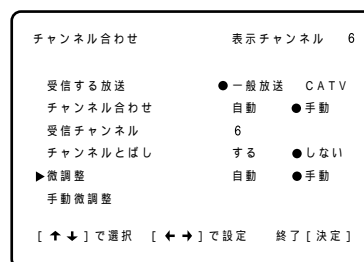 チャンネル合わせ 表示チャンネル 6
受信する放送 ●一般放送 CATV
チャンネル合わせ 自動 ●手動
受信チャンネル 6
チャンネルとばし する ●しない
▶微調整 自動 ●手動
手動微調整
[↑↓]で選択 [←→]で設定 終了[決定]